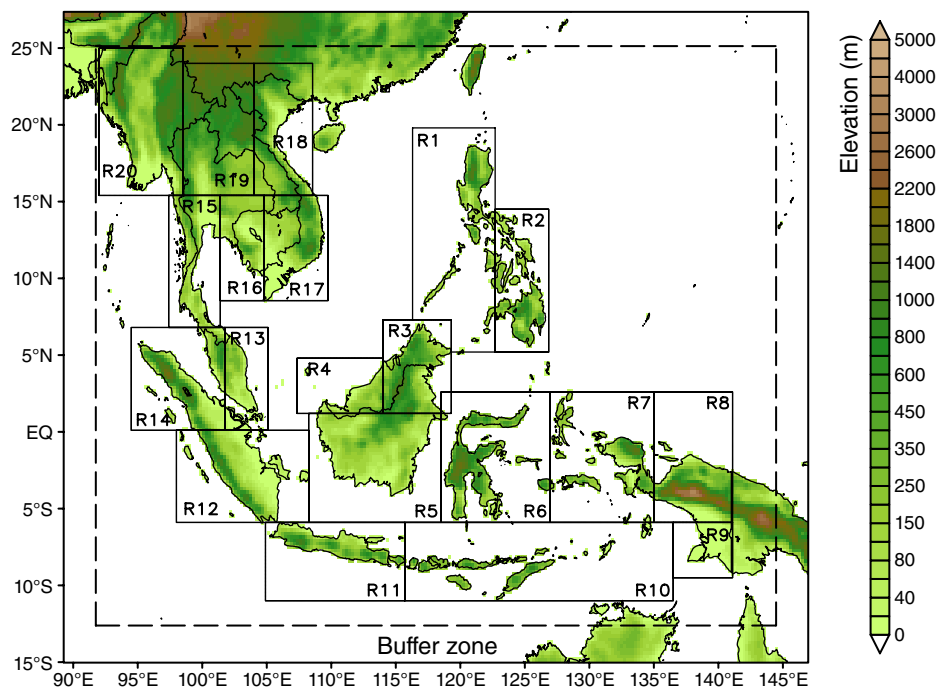 25°N
20°N
15°N
10°N
5°N
EQ
5°S
10°S
15°S
90°E 95°E 100°E 105°E 110°E 115°E 120°E 125°E 130°E 135°E 140°E 145°E
R1
R18
R20
R19
R15
R2
R16
R17
R3
R13
R4
R14
R7
R8
R12
R5
R6
R9
R11
R10
Buffer zone
Elevation (m)
5000
4000
3000
2600
2200
1800
1400
1000
800
600
450
350
250
150
80
40
0